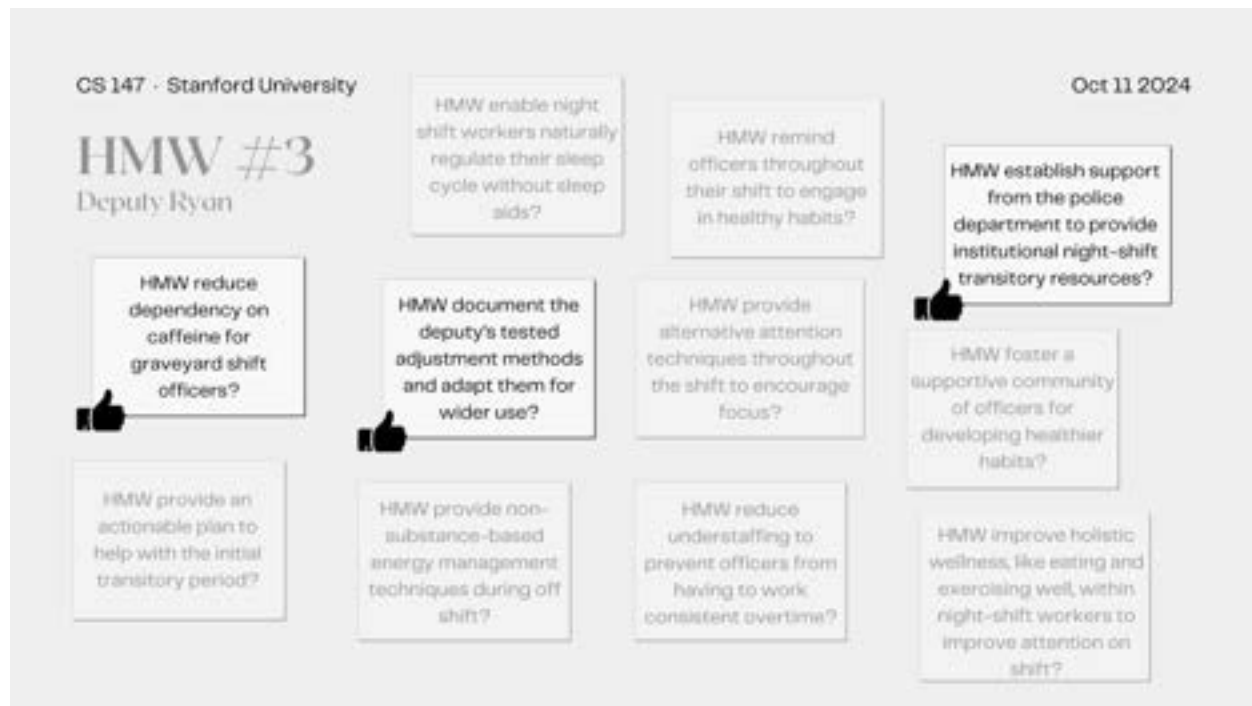 CS 147 · Stanford University
Oct 11 2024
HMW #3
Deputy Ryan
HMW enable night
shift workers naturally
regulate their sleep
cycle without sleep
aids?
HMW remind
officers throughout
their shift to engage
in healthy habits?
HMW establish support
from the police
department to provide
institutional night-shift
transitory resources?
HMW reduce
dependency on
caffeine for
graveyard shift
officers?
HMW document the
deputy's tested
adjustment methods
and adapt them for
wider use?
HMW provide
alternative attention
techniques throughout
the shift to encourage
focus?
HMW foster a
supportive community
of officers for
developing healthier
habits?
HMW provide an
actionable plan to
help with the initial
transitory period?
HMW provide non-
substance-based
energy management
techniques during off
shift?
HMW reduce
understaffing to
prevent officers from
having to work
consistent overtime?
HMW improve holistic
wellness, like eating and
exercising well, within
night-shift workers to
improve attention on
shift?